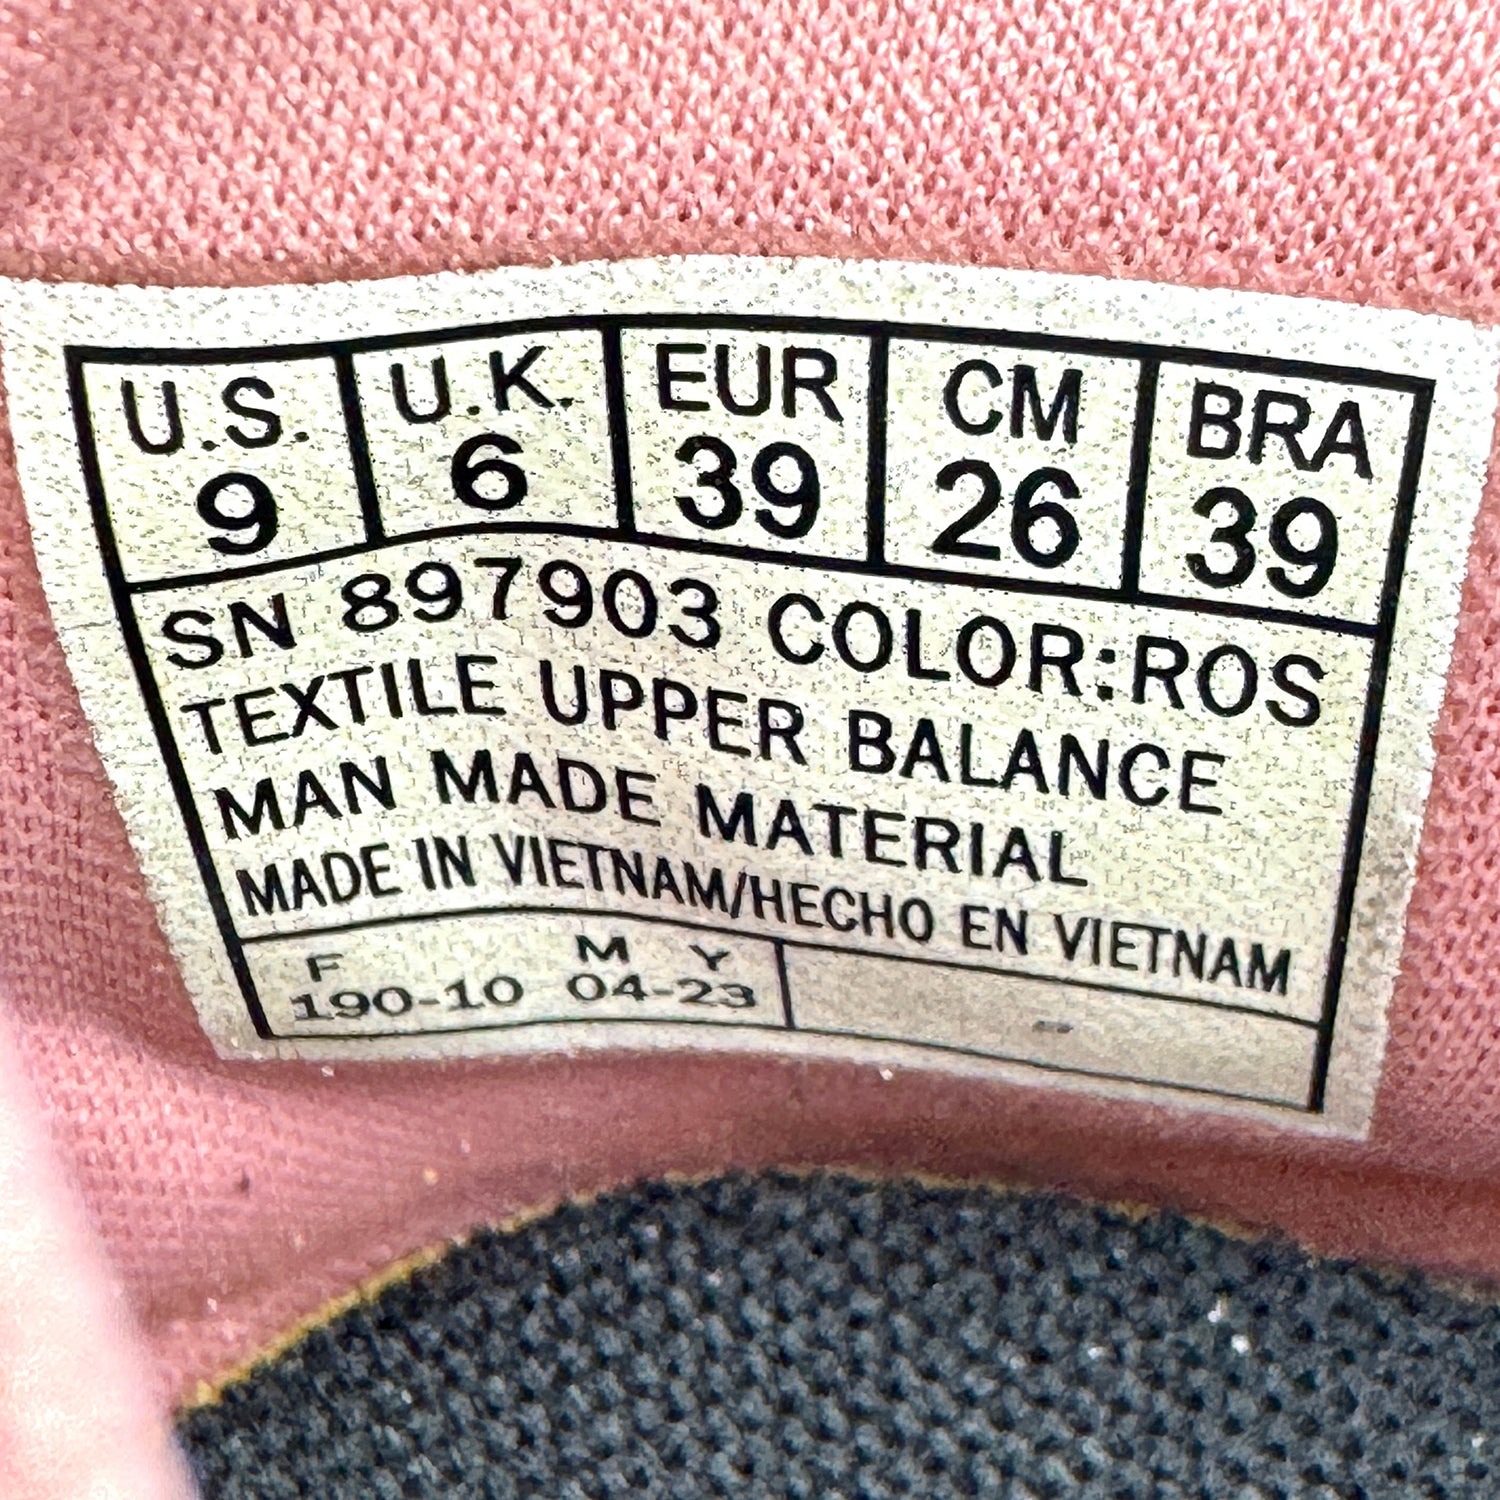 U.S. U.K. EUR CM BRA
9 6 39 26 39
SN 897903 COLOR:ROS
TEXTILE UPPER BALANCE
MAN MADE MATERIAL
MADE IN VIETNAM/HECHO EN VIETNAM
F M Y
190-10 04-23 -